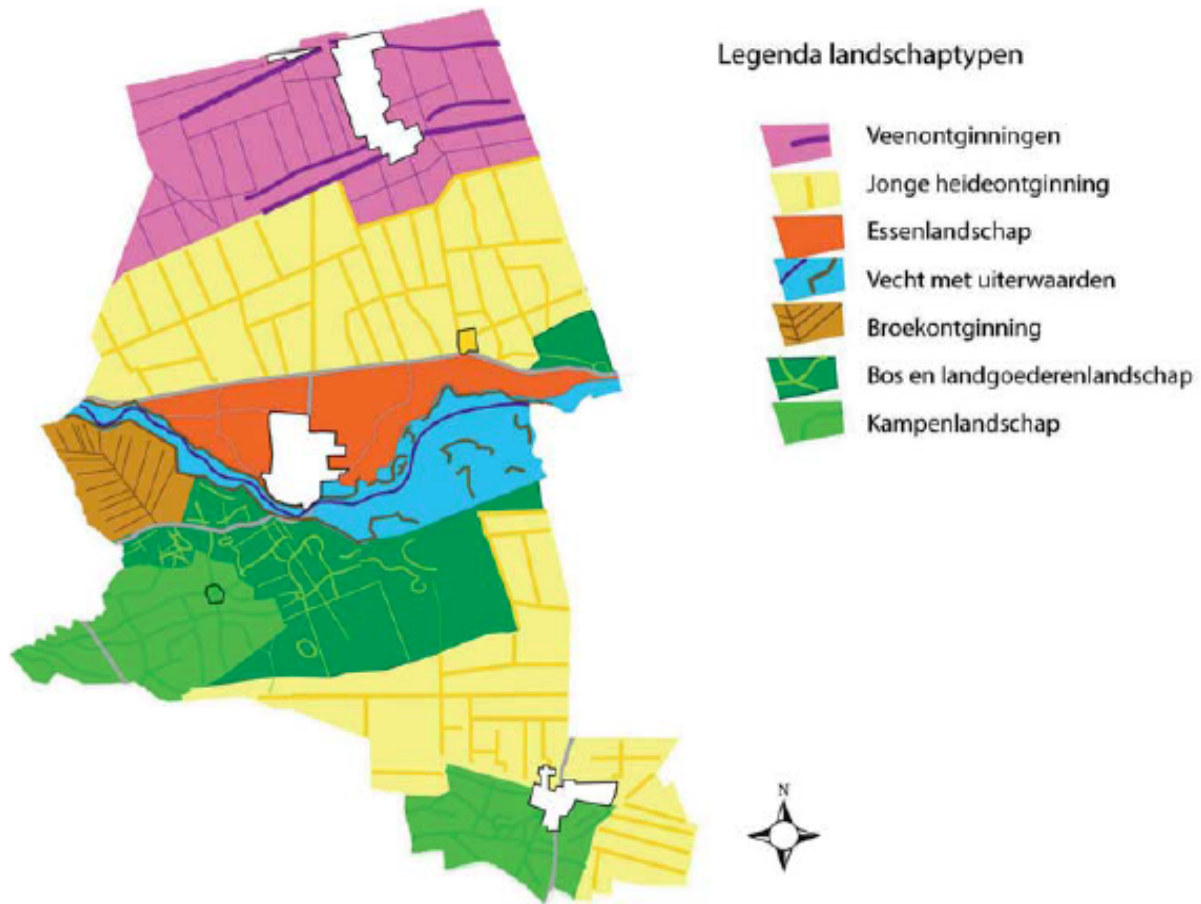 Legenda landschaptypen
Veenontginningen
Jonge heideontginning
Essenlandschap
Vecht met uiterwaarden
Broekontginning
Bos en landgoederenlandschap
Kampenlandschap
N